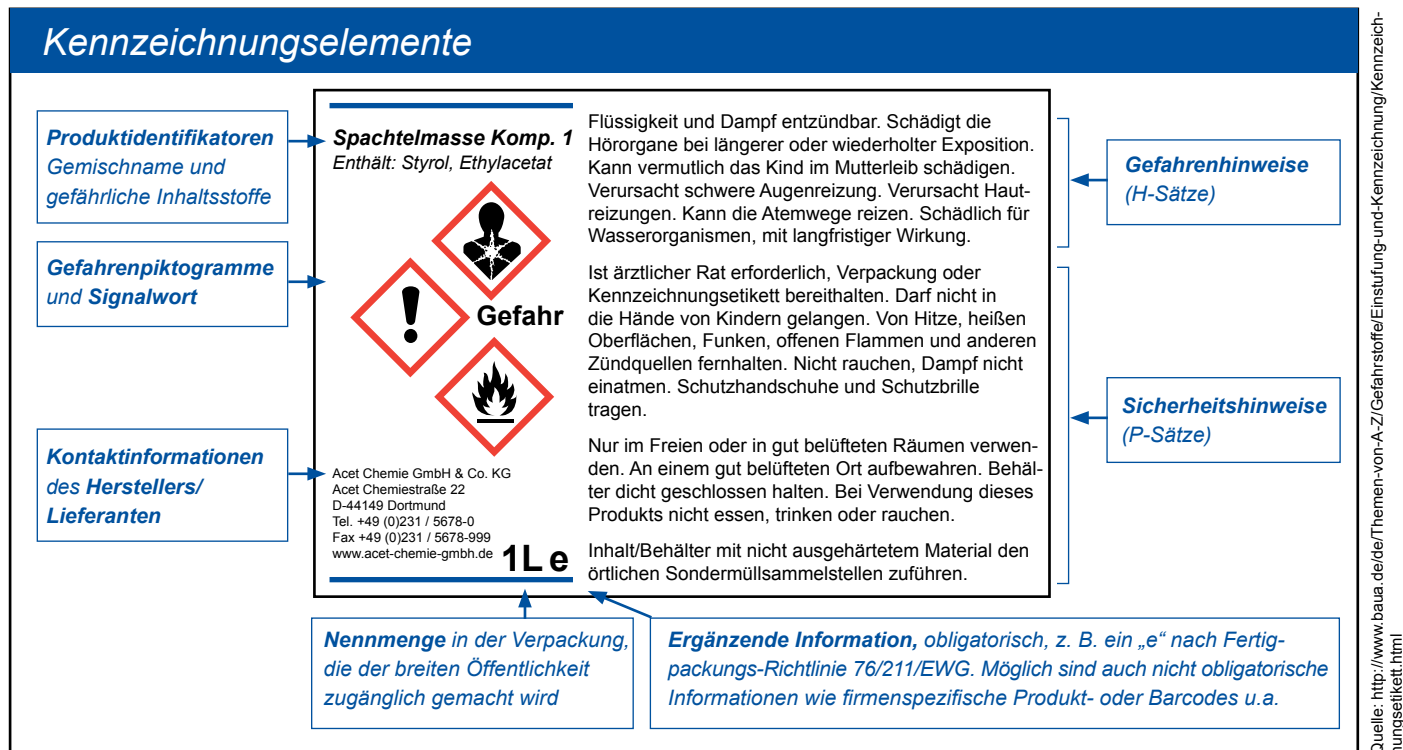 Kennzeichnungselemente
Produktidentifikatoren
Gemischname und
gefährliche Inhaltsstoffe
Gefahrenpiktogramme
und Signalwort
Kontaktinformationen
des Herstellers/
Lieferanten
Spachtelmasse Komp. 1
Enthält: Styrol, Ethylacetat
Gefahr
Acet Chemie GmbH & Co. KG
Acet Chemiestraße 22
D-44149 Dortmund
Tel. +49 (0)231 / 5678-0
Fax +49 (0)231 / 5678-999
www.acet-chemie-gmbh.de
1L e
Flüssigkeit und Dampf entzündbar. Schädigt die
Hörorgane bei längerer oder wiederholter Exposition.
Kann vermutlich das Kind im Mutterleib schädigen.
Verursacht schwere Augenreizung. Verursacht Haut-
reizungen. Kann die Atemwege reizen. Schädlich für
Wasserorganismen, mit langfristiger Wirkung.
Ist ärztlicher Rat erforderlich, Verpackung oder
Kennzeichnungsetikett bereithalten. Darf nicht in
die Hände von Kindern gelangen. Von Hitze, heißen
Oberflächen, Funken, offenen Flammen und anderen
Zündquellen fernhalten. Nicht rauchen, Dampf nicht
einatmen. Schutzhandschuhe und Schutzbrille
tragen.
Nur im Freien oder in gut belüfteten Räumen verwen-
den. An einem gut belüfteten Ort aufbewahren. Behäl-
ter dicht geschlossen halten. Bei Verwendung dieses
Produkts nicht essen, trinken oder rauchen.
Inhalt/Behälter mit nicht ausgehärtetem Material den
örtlichen Sondermüllsammelstellen zuführen.
Gefahrenhinweise
(H-Sätze)
Sicherheitshinweise
(P-Sätze)
Nennmenge in der Verpackung,
die der breiten Öffentlichkeit
zugänglich gemacht wird
Ergänzende Information, obligatorisch, z. B. ein „e“ nach Fertig-
packungs-Richtlinie 76/211/EWG. Möglich sind auch nicht obligatorische
Informationen wie firmenspezifische Produkt- oder Barcodes u.a.
Quelle: http://www.baua.de/de/Themen-von-A-Z/Gefahrstoffe/Einstufung-und-Kennzeichnung/Kennzeich-
nungsetikett.html